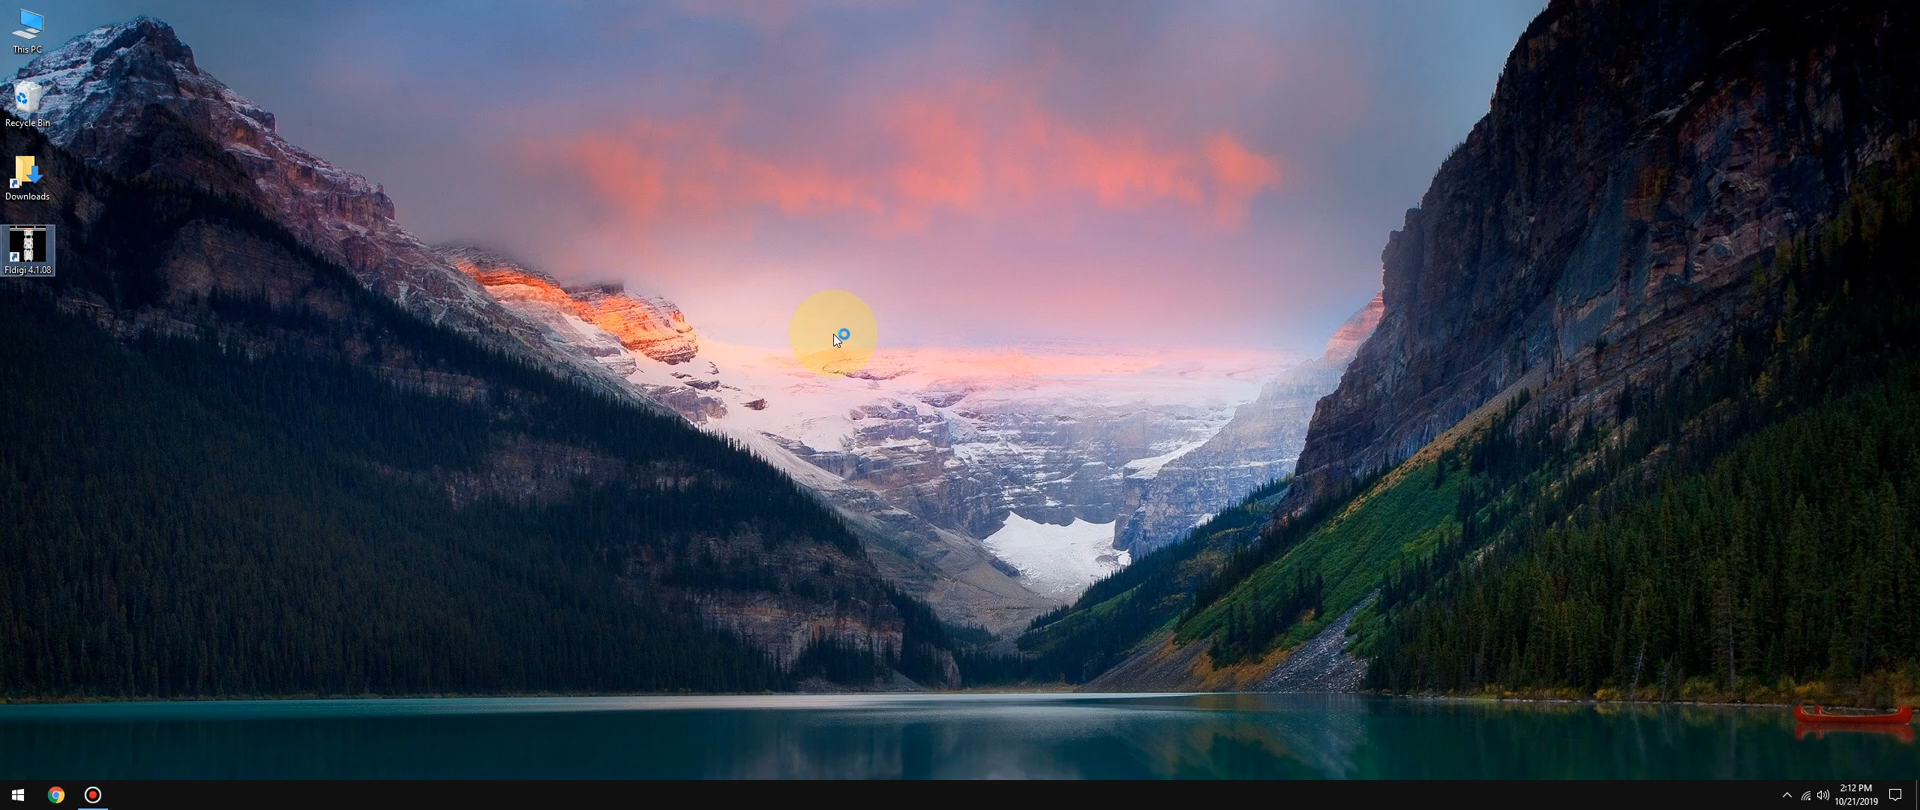 This PC
Recycle Bin
Downloads
Fldigi 4.1.08
2:12 PM
10/21/2019